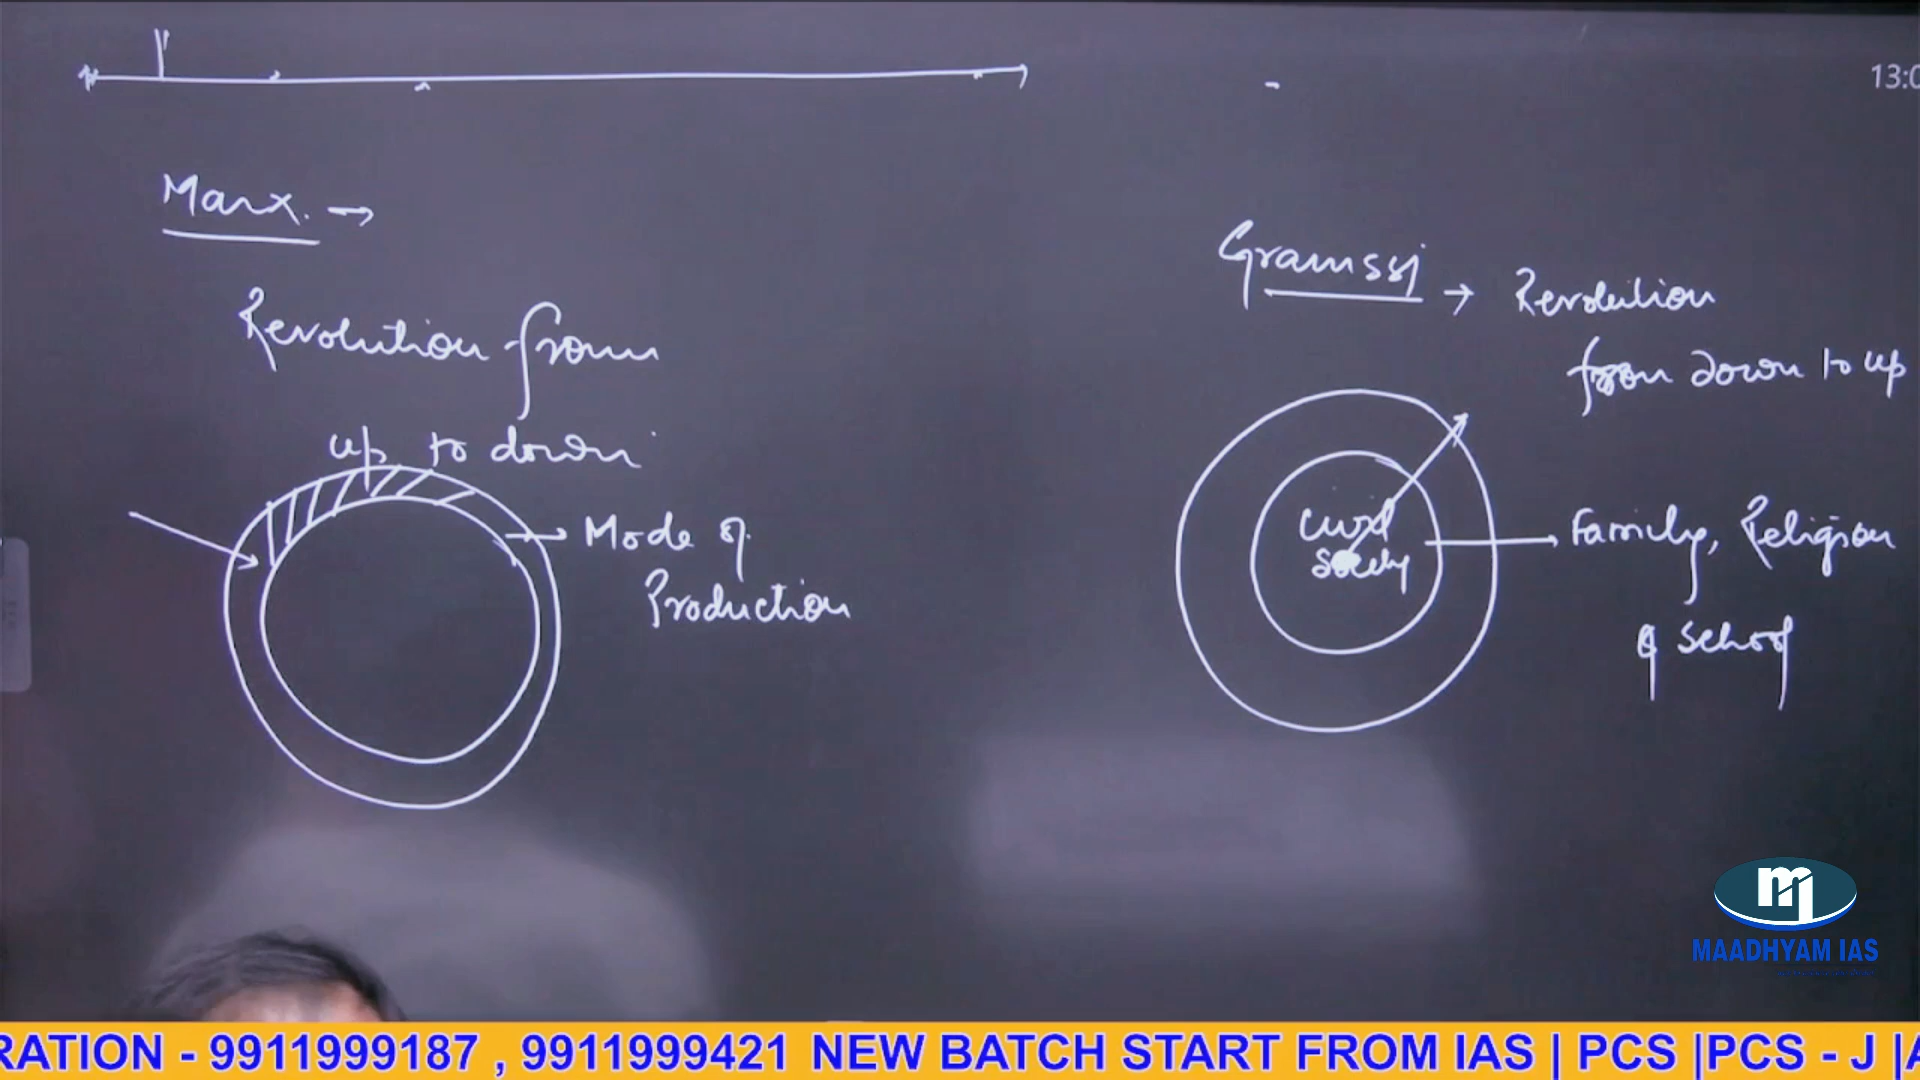 13:0
Marx. →
Revolution from
up to down
→ Mode of
Production
Gramssi → Revolution
from down to up
Civil
Society
→ Family, Religion
& School
MAADHYAM IAS
RATION - 9911999187 , 9911999421 NEW BATCH START FROM IAS | PCS |PCS - J |A